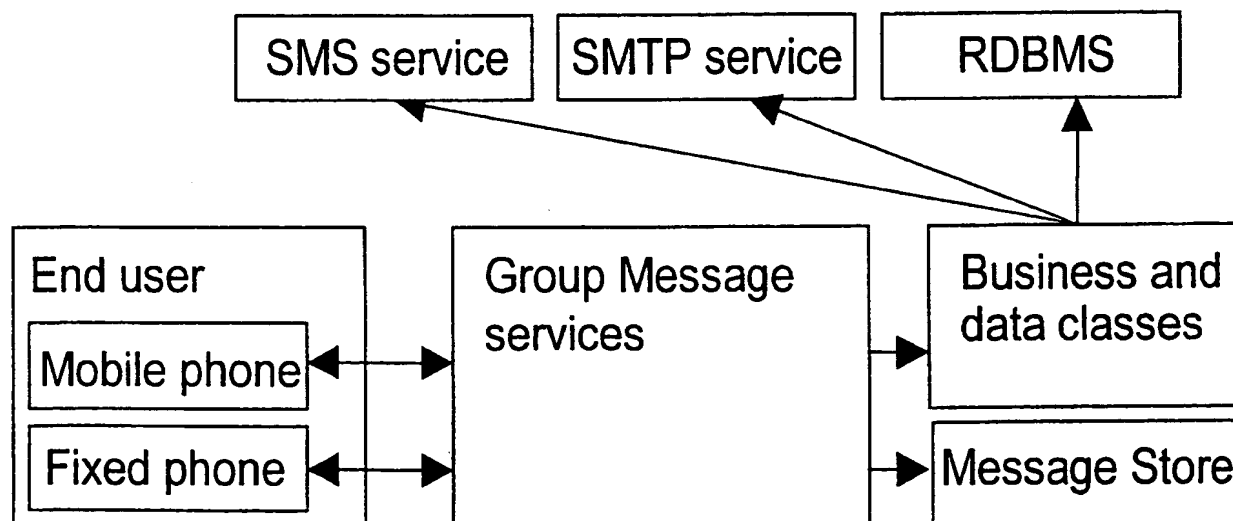 SMS service
SMTP service
RDBMS
End user
Mobile phone
Fixed phone
Group Message
services
Business and
data classes
Message Store